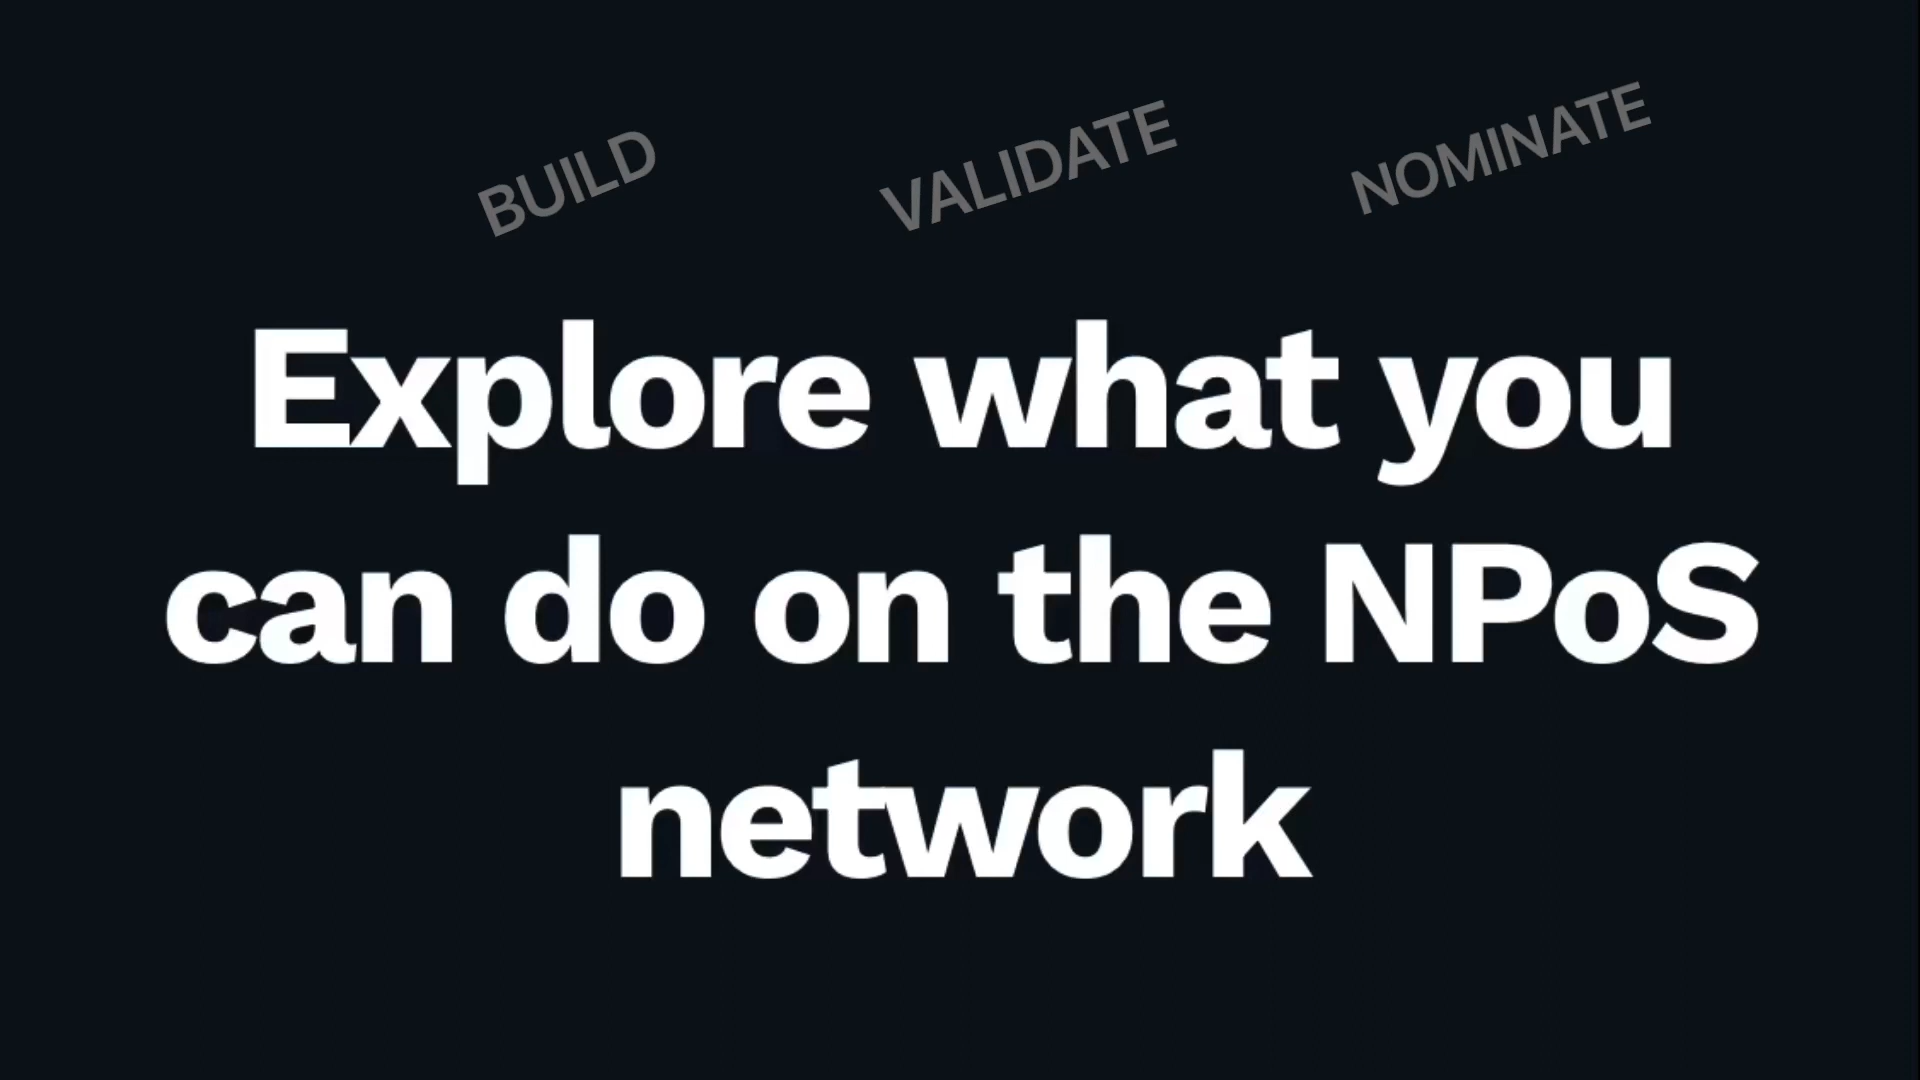 BUILD
VALIDATE
NOMINATE
Explore what you
can do on the NPoS
network